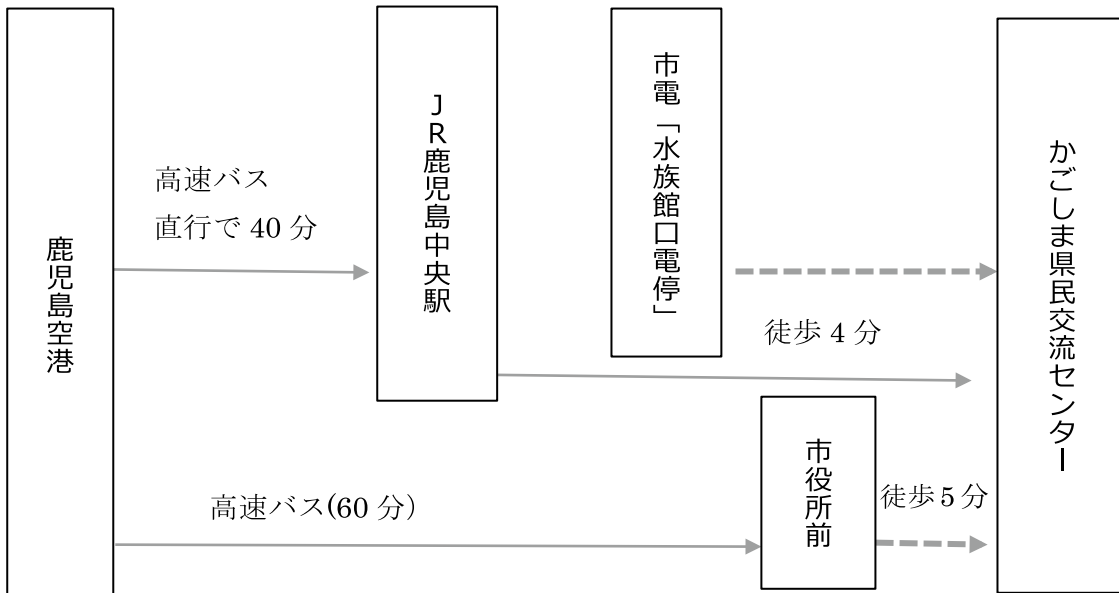 鹿児島空港
高速バス
直行で 40 分
JR鹿児島中央駅
市電「水族館口電停」
徒歩 4 分
かごしま県民交流センター
高速バス(60 分)
市役所前
徒歩 5 分